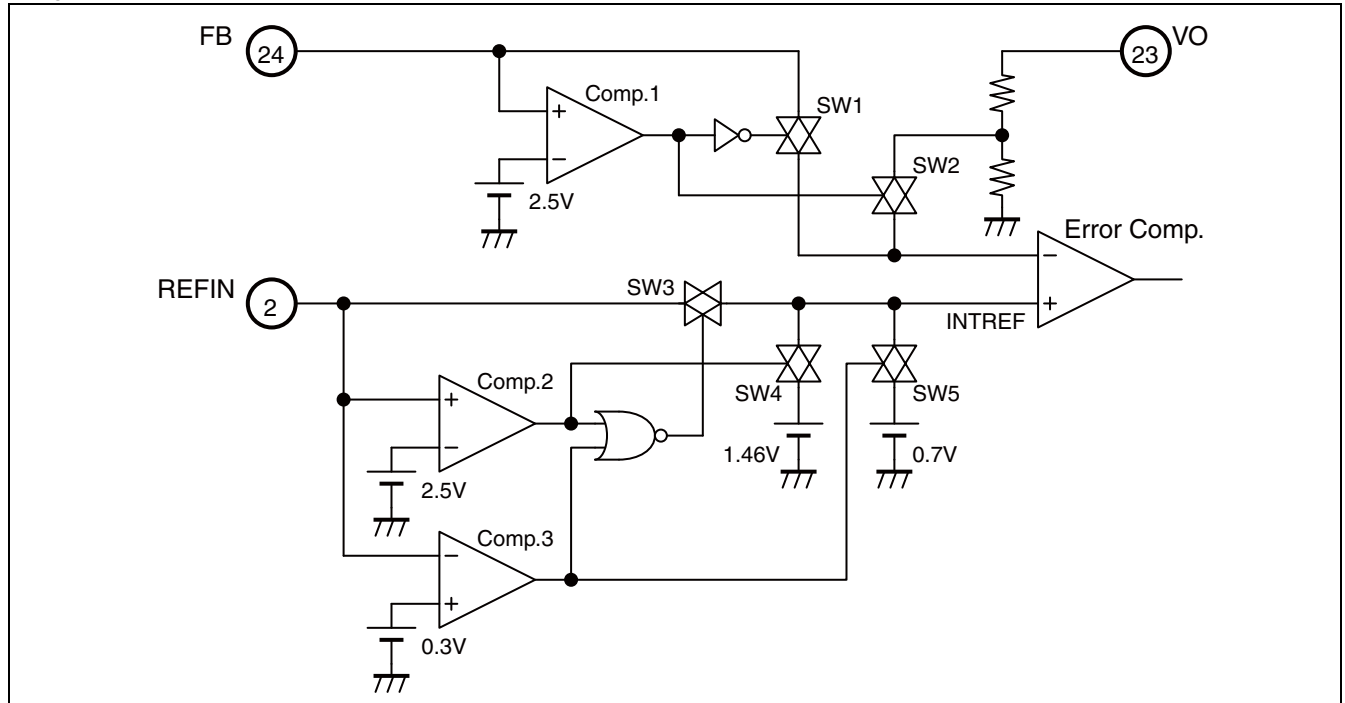 FB
24
VO
23
Comp.1
+
−
2.5V
SW1
SW2
Error Comp.
−
+
INTREF
REFIN
2
SW3
Comp.2
+
−
2.5V
SW4
SW5
1.46V
0.7V
Comp.3
−
+
0.3V